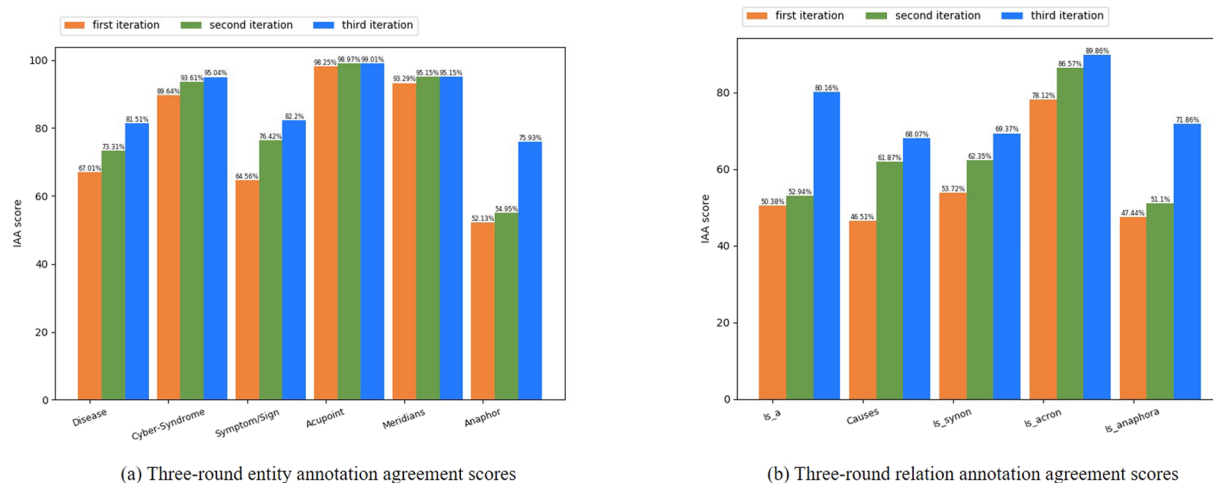 first iteration second iteration third iteration
100
80
60
40
20
0
IAA score
67.01% 73.31% 81.51%
89.64% 93.61% 95.04%
64.56% 76.42% 82.2%
98.25% 98.97% 99.01%
93.29% 95.15% 95.15%
52.13% 54.95% 75.93%
Disease Cyber-Syndrome Symptom/Sign Acupoint Meridians Anaphor
(a) Three-round entity annotation agreement scores
first iteration second iteration third iteration
80
60
40
20
0
IAA score
50.38% 52.94% 80.16%
46.51% 61.87% 68.07%
53.72% 62.35% 69.37%
78.12% 86.57% 89.86%
47.44% 51.1% 71.86%
Is_a Causes Is_synon Is_acron Is_anaphora
(b) Three-round relation annotation agreement scores